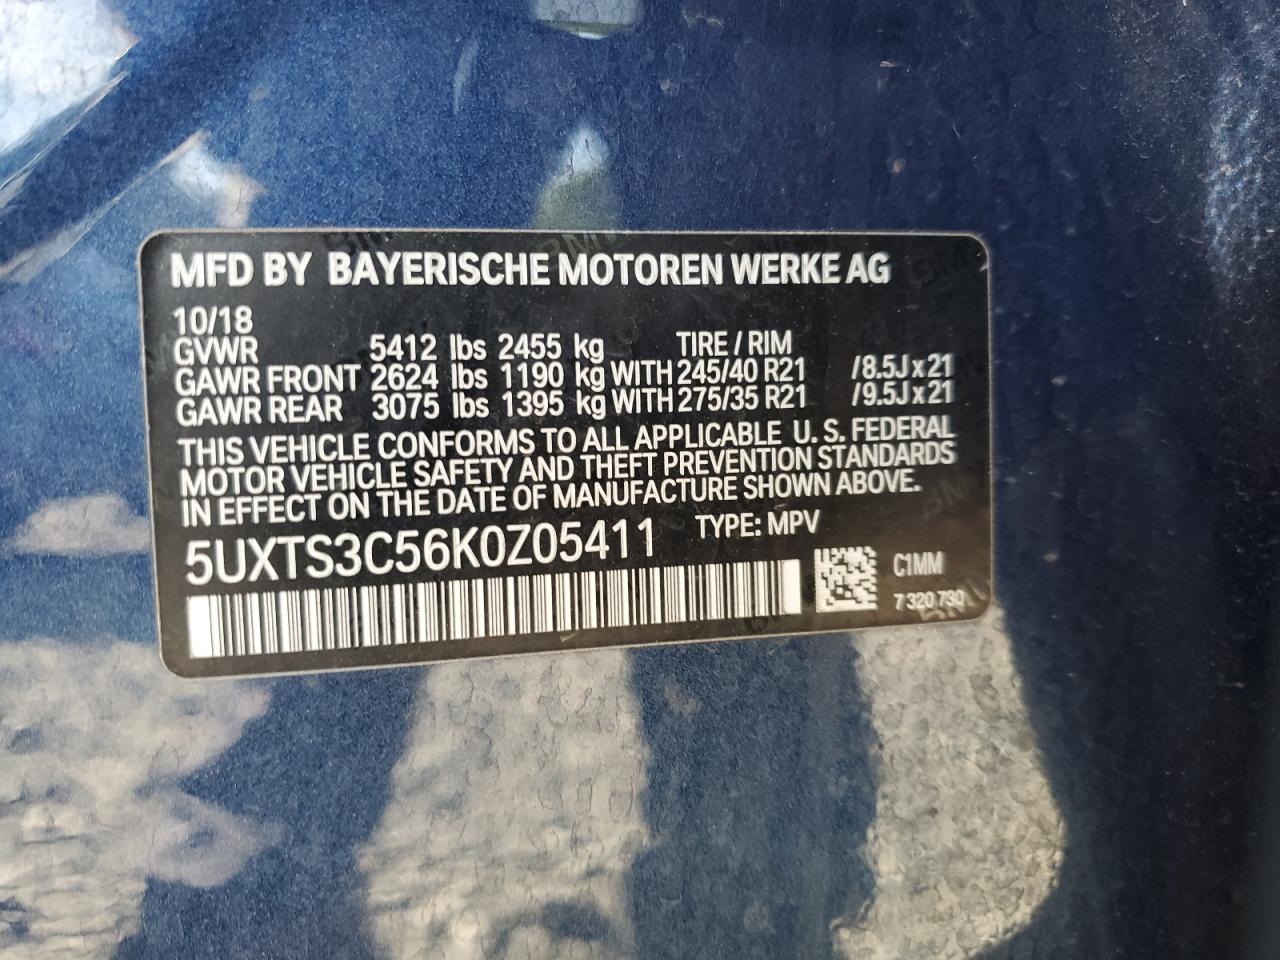 MFD BY BAYERISCHE MOTOREN WERKE AG
10/18
GVWR 5412 lbs 2455 kg TIRE / RIM
GAWR FRONT 2624 lbs 1190 kg WITH 245/40 R21 /8.5J x 21
GAWR REAR 3075 lbs 1395 kg WITH 275/35 R21 /9.5J x 21
THIS VEHICLE CONFORMS TO ALL APPLICABLE U. S. FEDERAL
MOTOR VEHICLE SAFETY AND THEFT PREVENTION STANDARDS
IN EFFECT ON THE DATE OF MANUFACTURE SHOWN ABOVE.
5UXTS3C56K0Z05411 TYPE: MPV
C1MM
7 320 730